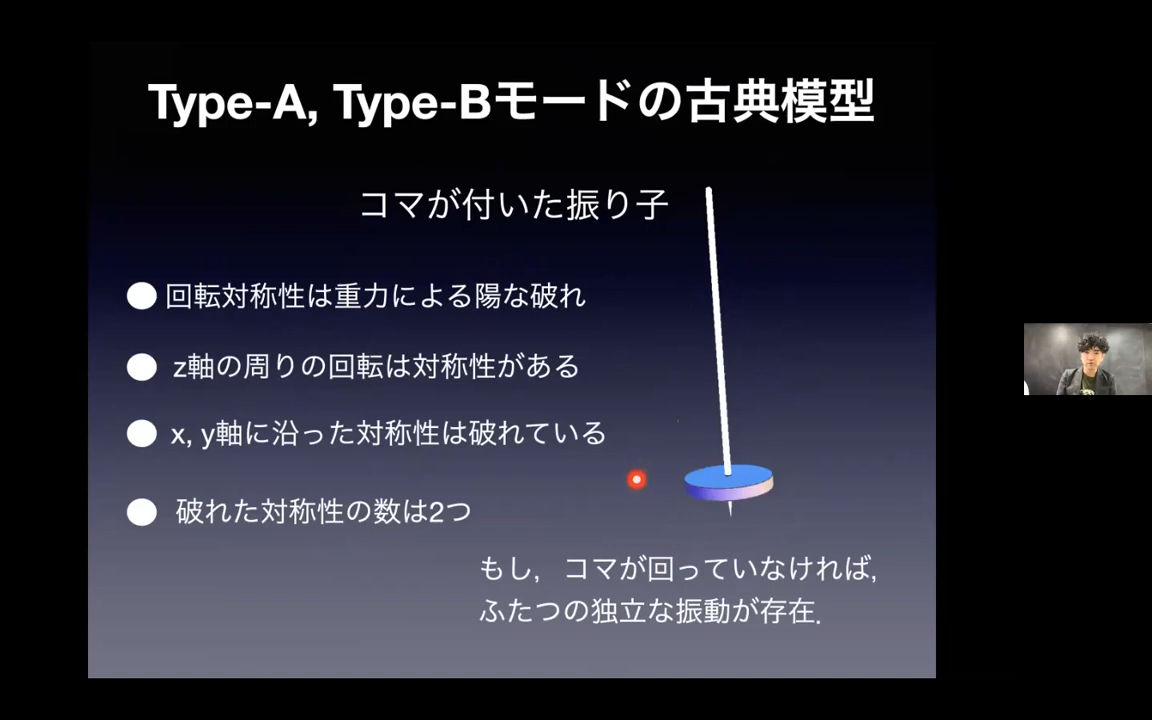 Type-A, Type-Bモードの古典模型
コマが付いた振り子
● 回転対称性は重力による陽な破れ
● z軸の周りの回転は対称性がある
● x, y軸に沿った対称性は破れている
● 破れた対称性の数は2つ
もし, コマが回っていなければ,
ふたつの独立な振動が存在.